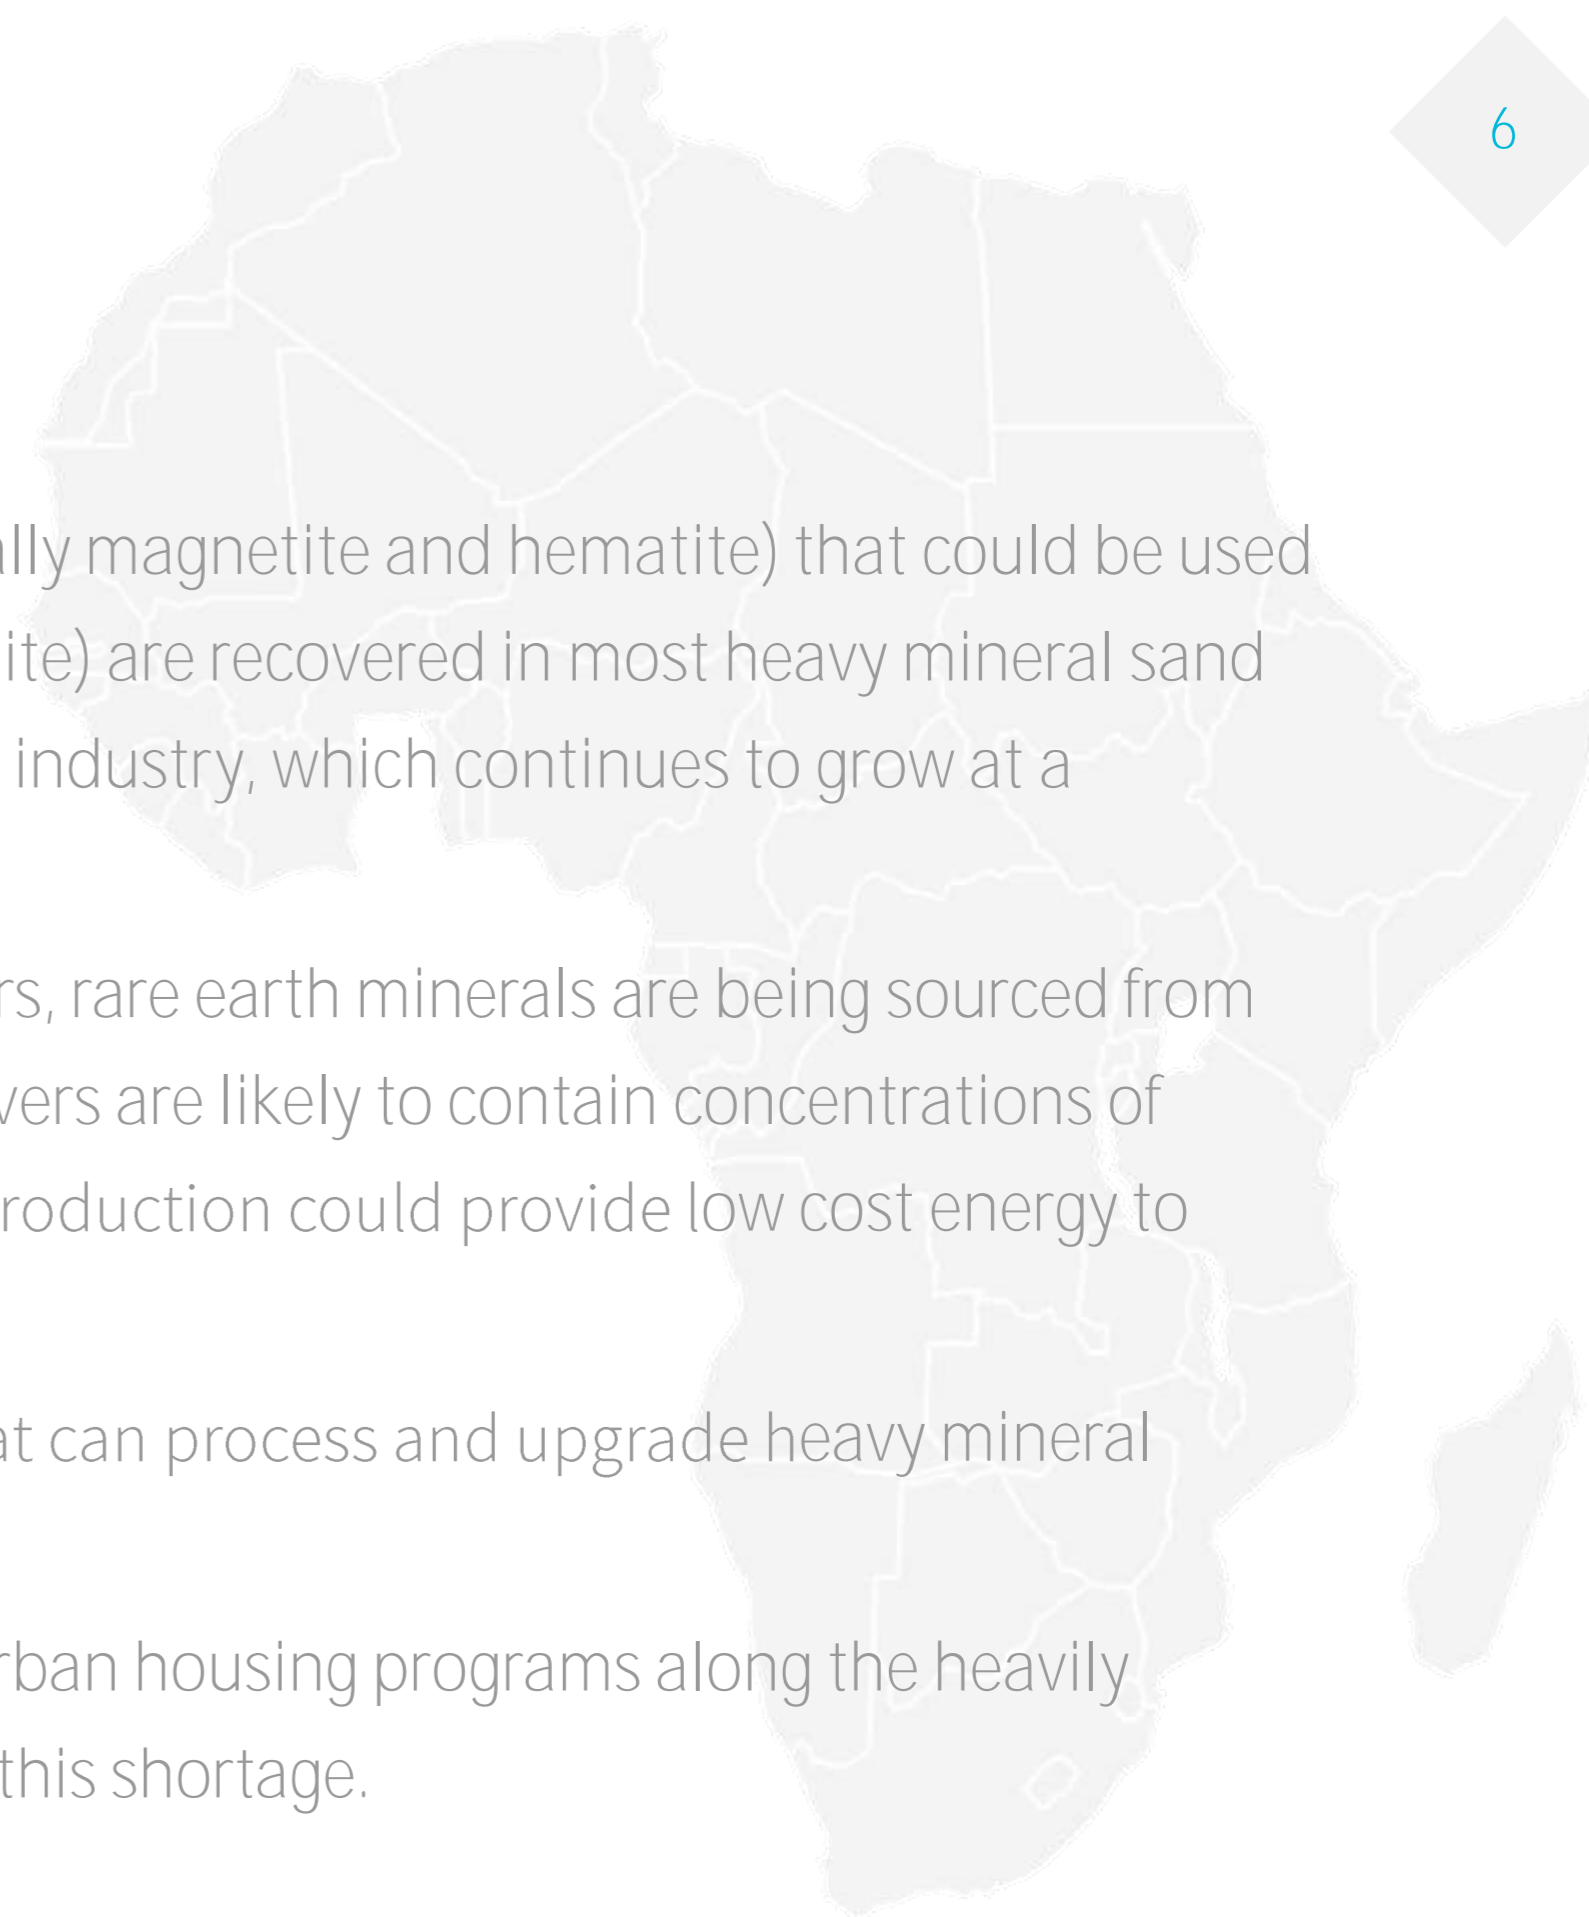 6
ally magnetite and hematite) that could be used
ite) are recovered in most heavy mineral sand
industry, which continues to grow at a
rs, rare earth minerals are being sourced from
vers are likely to contain concentrations of
roduction could provide low cost energy to
at can process and upgrade heavy mineral
rban housing programs along the heavily
this shortage.